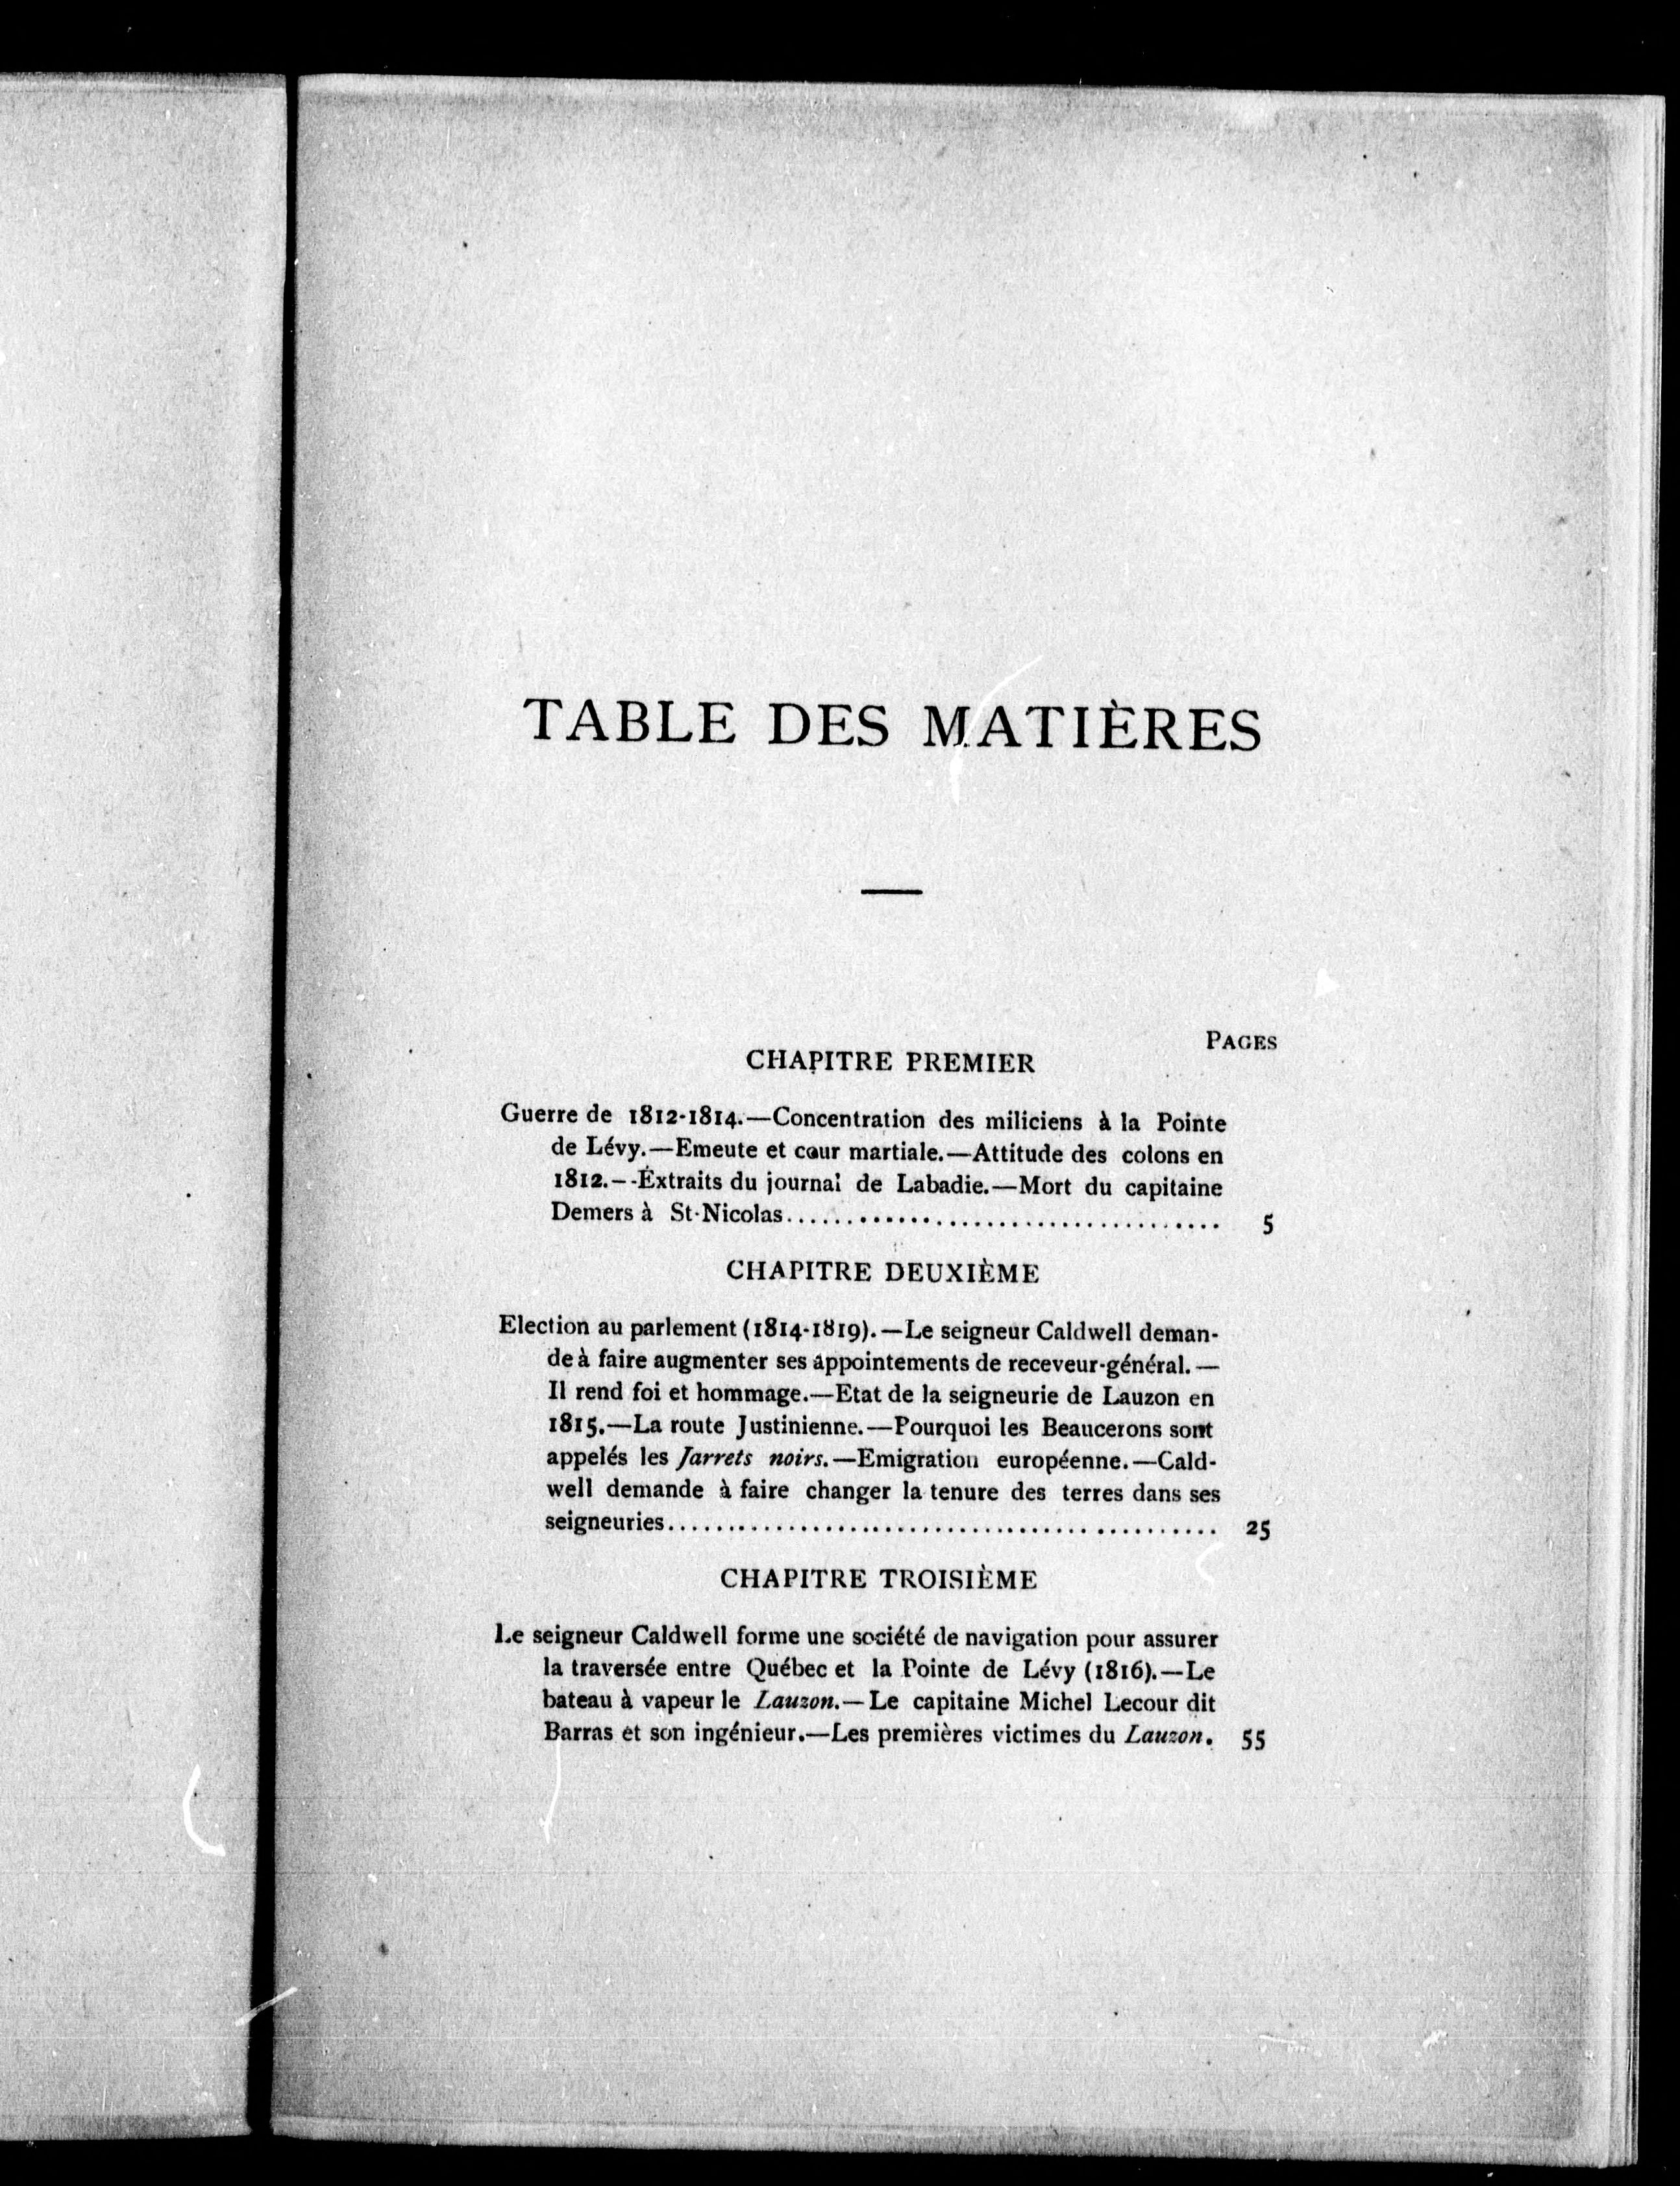 TABLE DES MATIÈRES
PAGES
CHAPITRE PREMIER
Guerre de 1812-1814.—Concentration des miliciens à la Pointe
de Lévy.—Emeute et cour martiale.—Attitude des colons en
1812.--Extraits du journal de Labadie.—Mort du capitaine
Demers à St-Nicolas........................................ 5
CHAPITRE DEUXIÈME
Election au parlement (1814-1819).—Le seigneur Caldwell deman-
de à faire augmenter ses appointements de receveur-général.—
Il rend foi et hommage.—Etat de la seigneurie de Lauzon en
1815.—La route Justinienne.—Pourquoi les Beaucerons sont
appelés les Jarrets noirs.—Emigration européenne.—Cald-
well demande à faire changer la tenure des terres dans ses
seigneuries.................................................. 25
CHAPITRE TROISIÈME
Le seigneur Caldwell forme une société de navigation pour assurer
la traversée entre Québec et la Pointe de Lévy (1816).—Le
bateau à vapeur le Lauzon.—Le capitaine Michel Lecour dit
Barras et son ingénieur.—Les premières victimes du Lauzon. 55